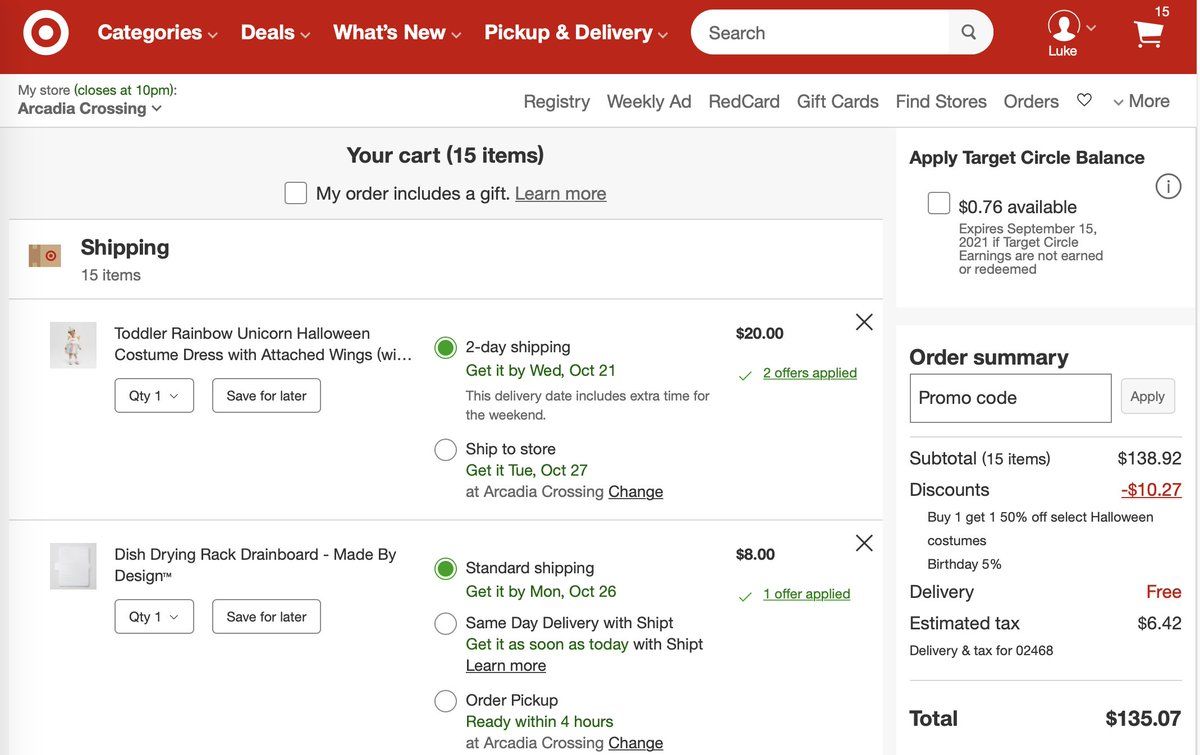 Categories
Deals
What's New
Pickup & Delivery
Search
Luke
15
My store (closes at 10pm):
Arcadia Crossing
Registry
Weekly Ad
RedCard
Gift Cards
Find Stores
Orders
More
Your cart (15 items)
My order includes a gift. Learn more
Shipping
15 items
Toddler Rainbow Unicorn Halloween
Costume Dress with Attached Wings (wi…
Qty 1
Save for later
2-day shipping
Get it by Wed, Oct 21
This delivery date includes extra time for
the weekend.
Ship to store
Get it Tue, Oct 27
at Arcadia Crossing Change
$20.00
2 offers applied
Dish Drying Rack Drainboard - Made By
Design™
Qty 1
Save for later
Standard shipping
Get it by Mon, Oct 26
Same Day Delivery with Shipt
Get it as soon as today with Shipt
Learn more
Order Pickup
Ready within 4 hours
at Arcadia Crossing Change
$8.00
1 offer applied
Apply Target Circle Balance
$0.76 available
Expires September 15,
2021 if Target Circle
Earnings are not earned
or redeemed
Order summary
Promo code
Apply
Subtotal (15 items) $138.92
Discounts -$10.27
Buy 1 get 1 50% off select Halloween
costumes
Birthday 5%
Delivery Free
Estimated tax $6.42
Delivery & tax for 02468
Total $135.07